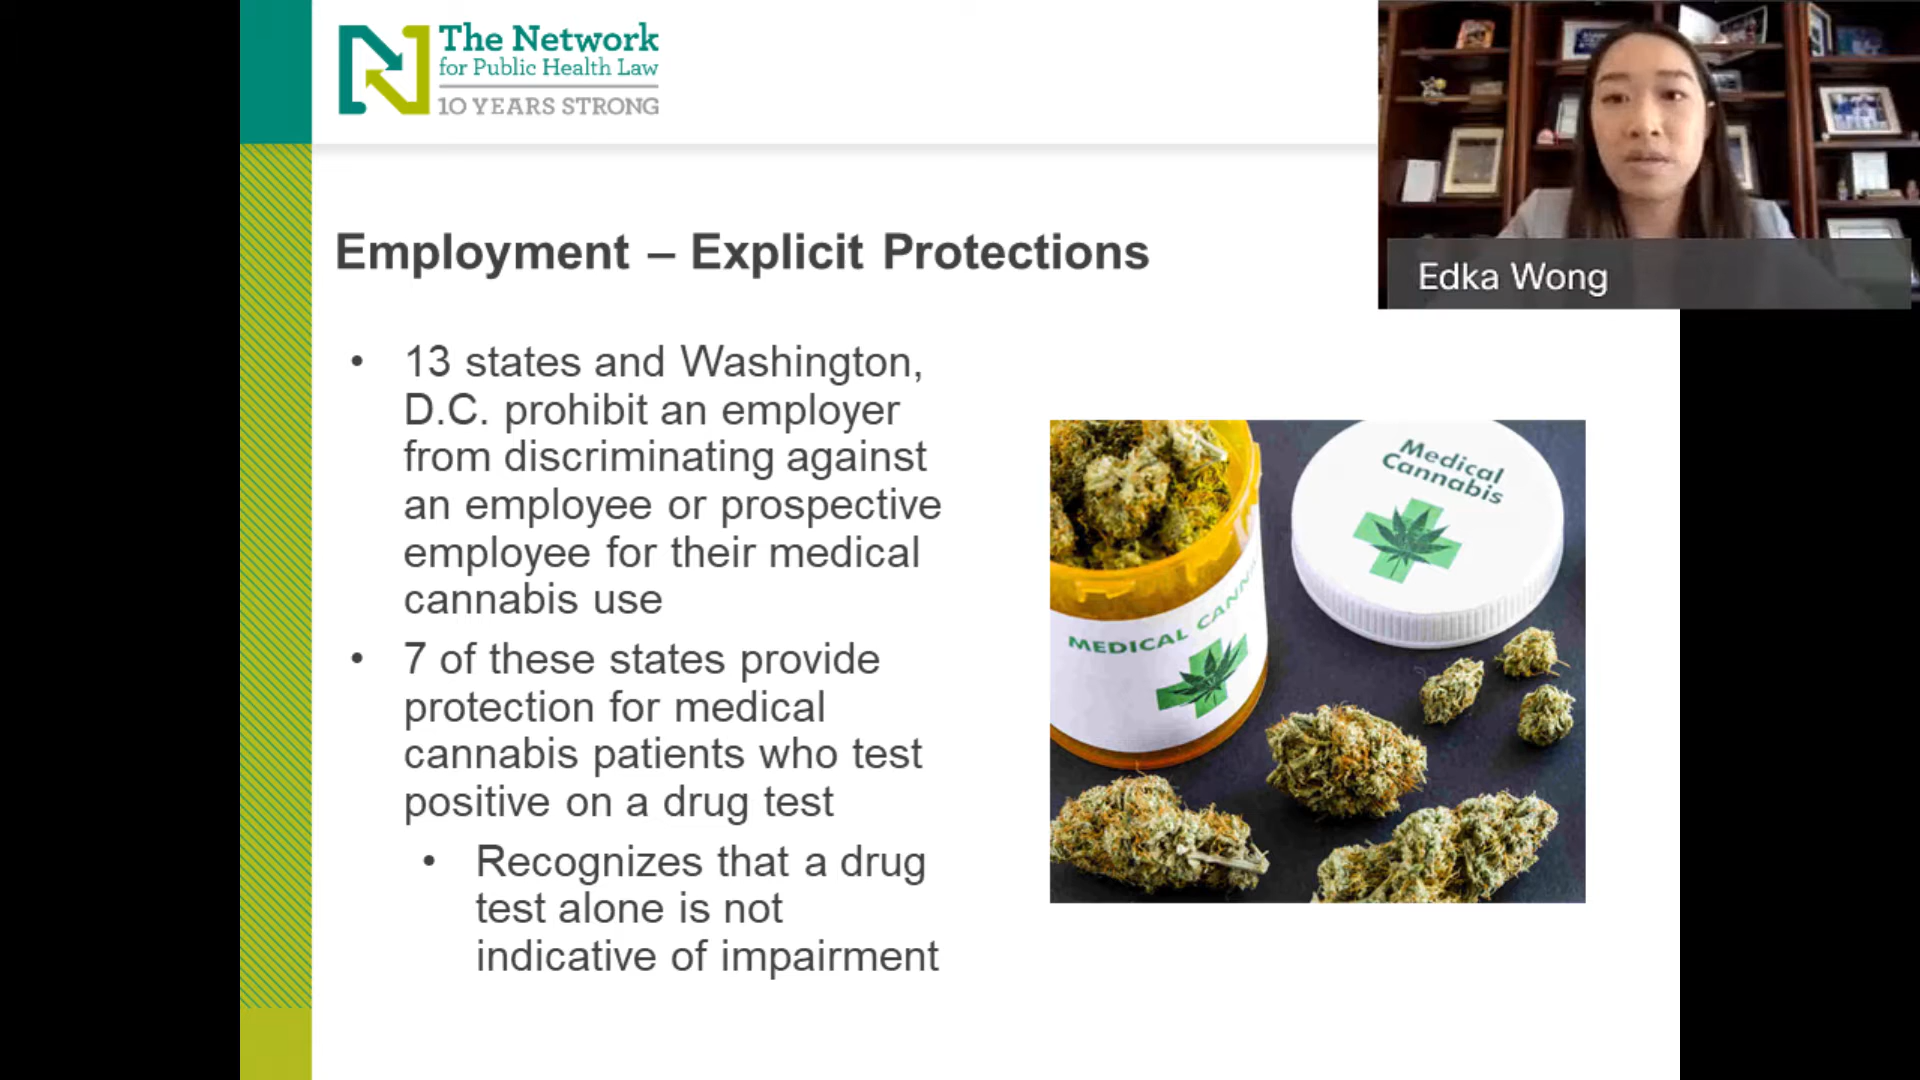 The Network
for Public Health Law
10 YEARS STRONG
Edka Wong
Employment – Explicit Protections
• 13 states and Washington,
D.C. prohibit an employer
from discriminating against
an employee or prospective
employee for their medical
cannabis use
• 7 of these states provide
protection for medical
cannabis patients who test
positive on a drug test
• Recognizes that a drug
test alone is not
indicative of impairment
Medical
Cannabis
MEDICAL CANN